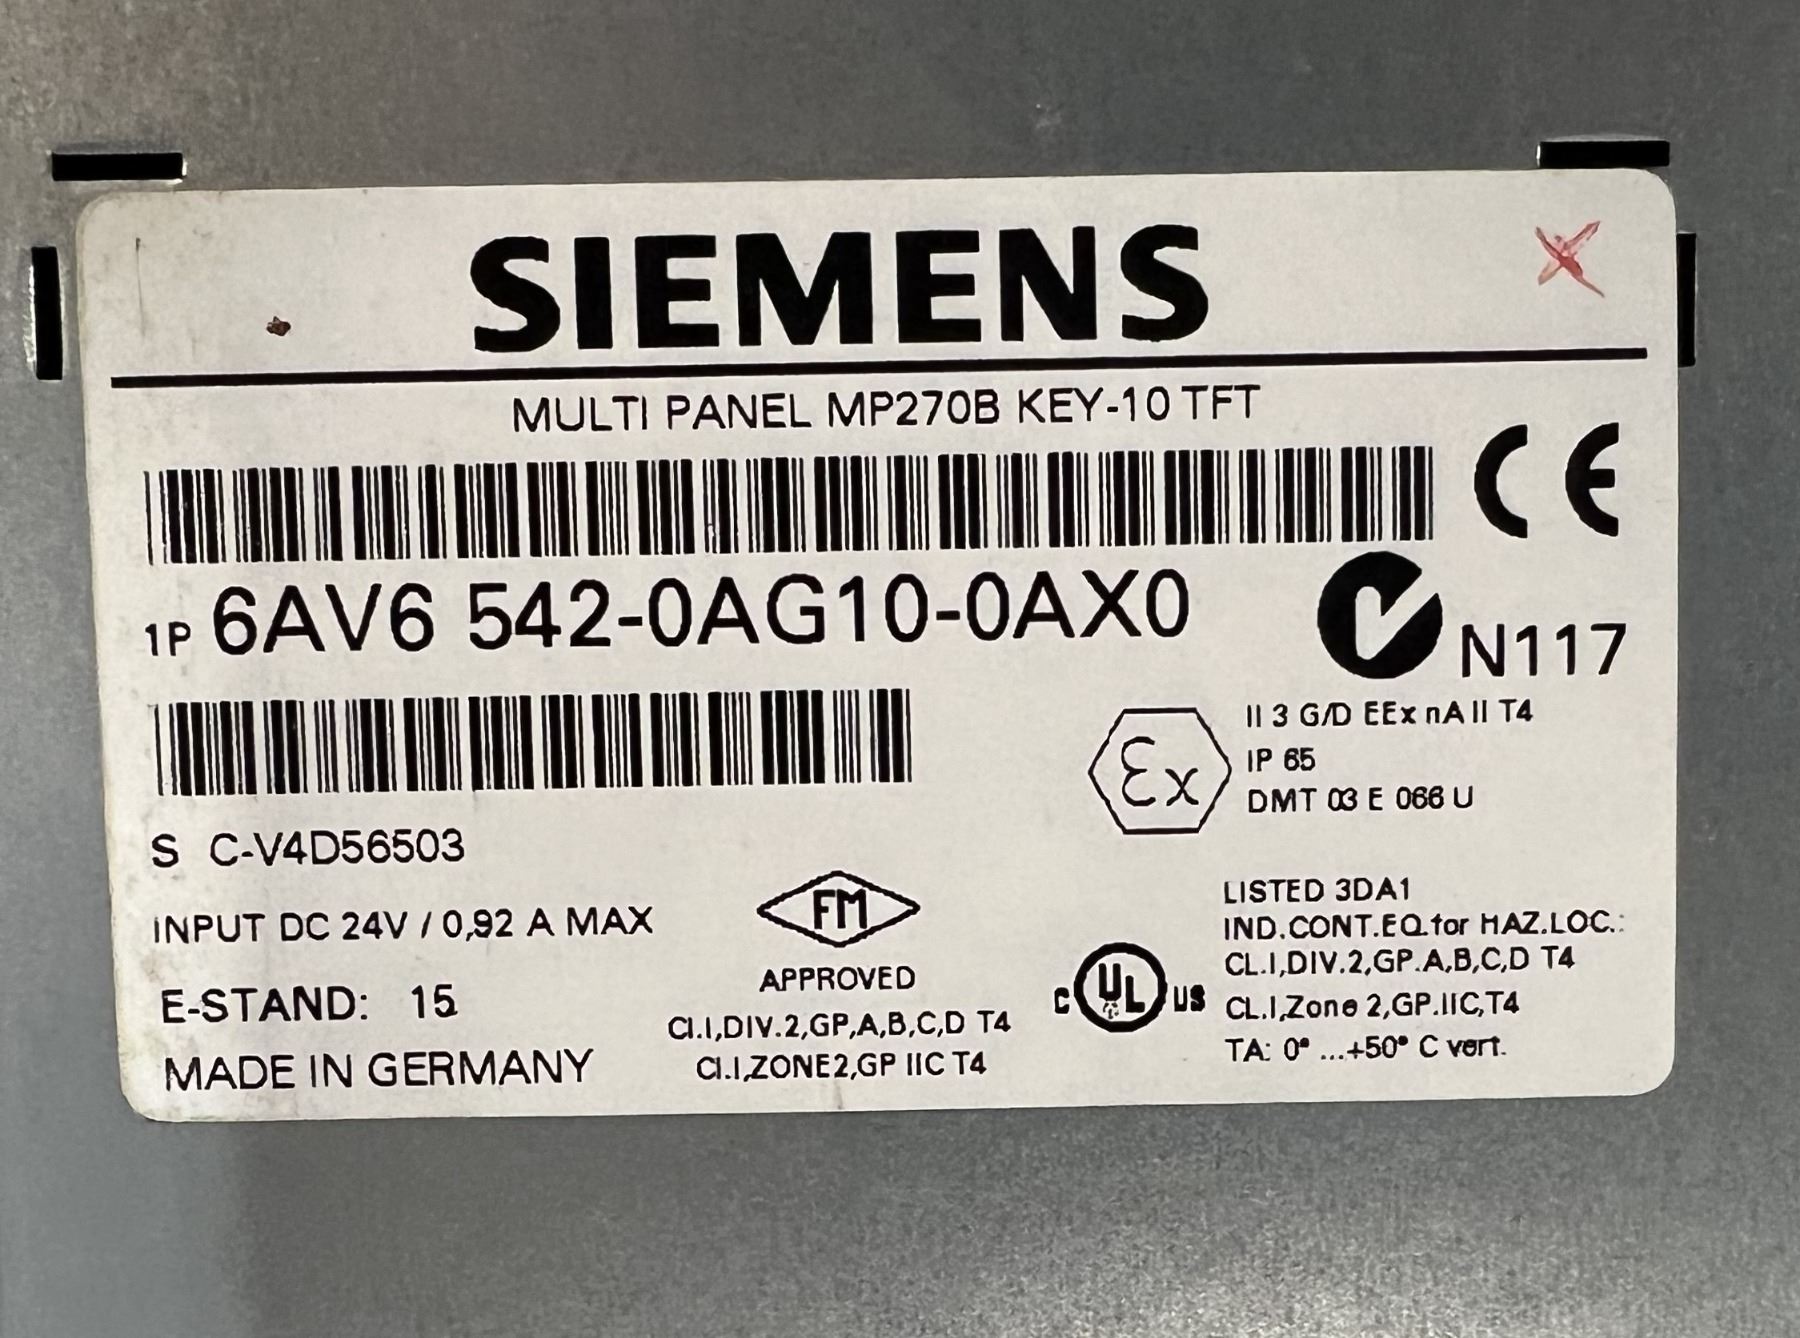 SIEMENS
MULTI PANEL MP270B KEY-10 TFT
CE
1P 6AV6 542-0AG10-0AX0
N117
II 3 G/D EEx nA II T4
Ex
IP 65
DMT 03 E 066 U
S C-V4D56503
INPUT DC 24V / 0,92 A MAX
E-STAND: 15
MADE IN GERMANY
FM
APPROVED
Cl.I,DIV.2,GP,A,B,C,D T4
Cl.I,ZONE2,GP IIC T4
C UL US
LISTED 3DA1
IND.CONT.EQ.for HAZ.LOC.:
CL.I,DIV.2,GP.A,B,C,D T4
CL.I,Zone 2,GP.IIC,T4
TA: 0° ...+50° C vert.